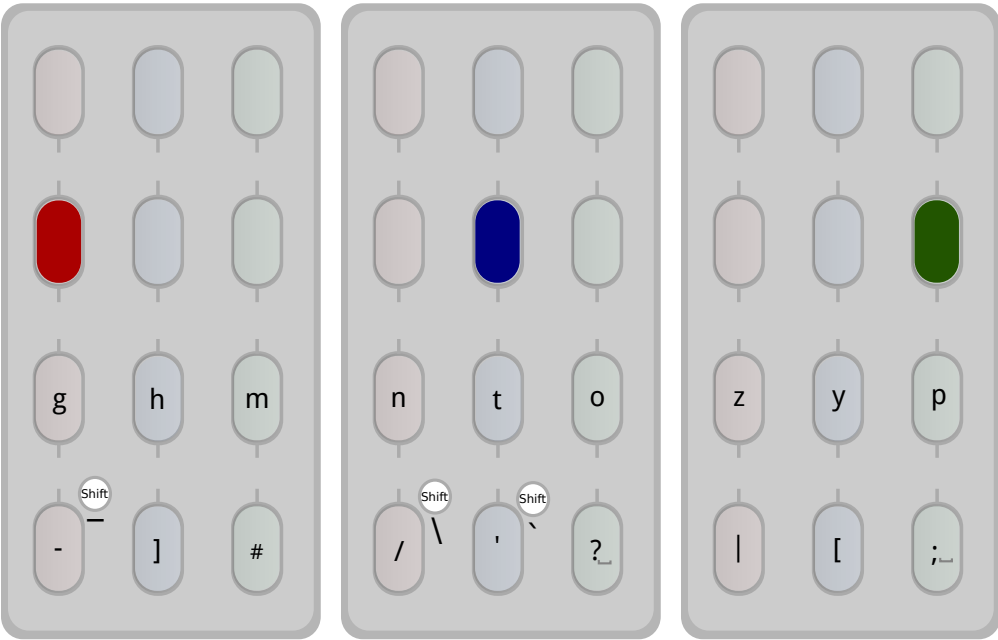 g h m n t o z y p
Shift Shift Shift
- _ ] # / \ ' ` ?␣ | [ ;␣